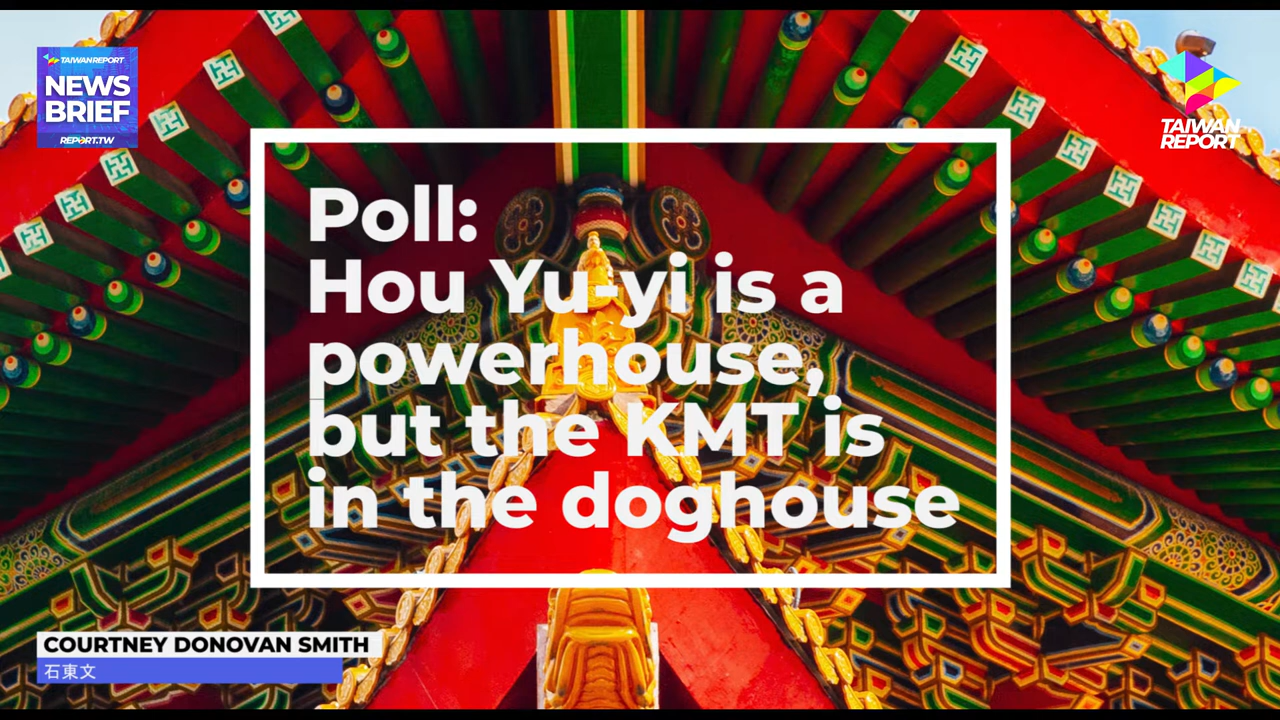 TAIWAN REPORT
NEWS
BRIEF
REPORT.TW
TAIWAN
REPORT
Poll:
Hou Yu-yi is a
powerhouse,
but the KMT is
in the doghouse
COURTNEY DONOVAN SMITH
石東文